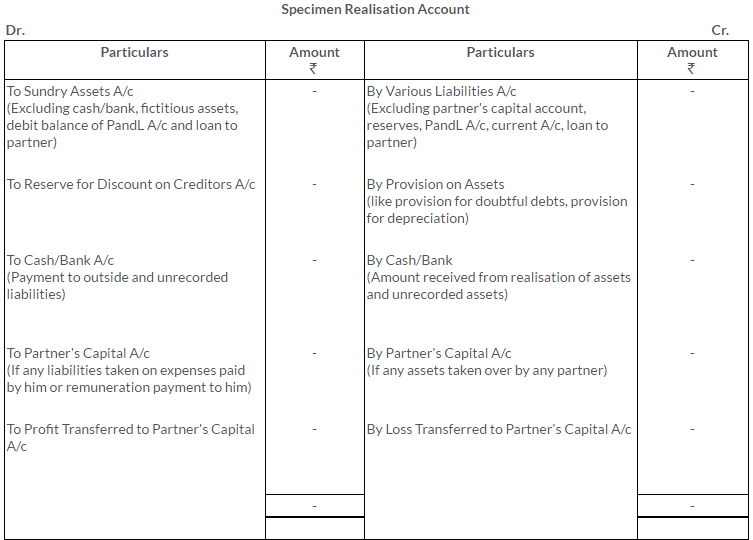 Specimen Realisation Account
Dr.
Cr.
Particulars
Amount
₹
Particulars
Amount
₹
To Sundry Assets A/c
(Excluding cash/bank, fictitious assets,
debit balance of PandL A/c and loan to
partner)
-
By Various Liabilities A/c
(Excluding partner's capital account,
reserves, PandL A/c, current A/c, loan to
partner)
-
To Reserve for Discount on Creditors A/c
-
By Provision on Assets
(like provision for doubtful debts, provision
for depreciation)
-
To Cash/Bank A/c
(Payment to outside and unrecorded
liabilities)
-
By Cash/Bank
(Amount received from realisation of assets
and unrecorded assets)
-
To Partner's Capital A/c
(If any liabilities taken on expenses paid
by him or remuneration payment to him)
-
By Partner's Capital A/c
(If any assets taken over by any partner)
-
To Profit Transferred to Partner's Capital
A/c
-
By Loss Transferred to Partner's Capital A/c
-
-
-